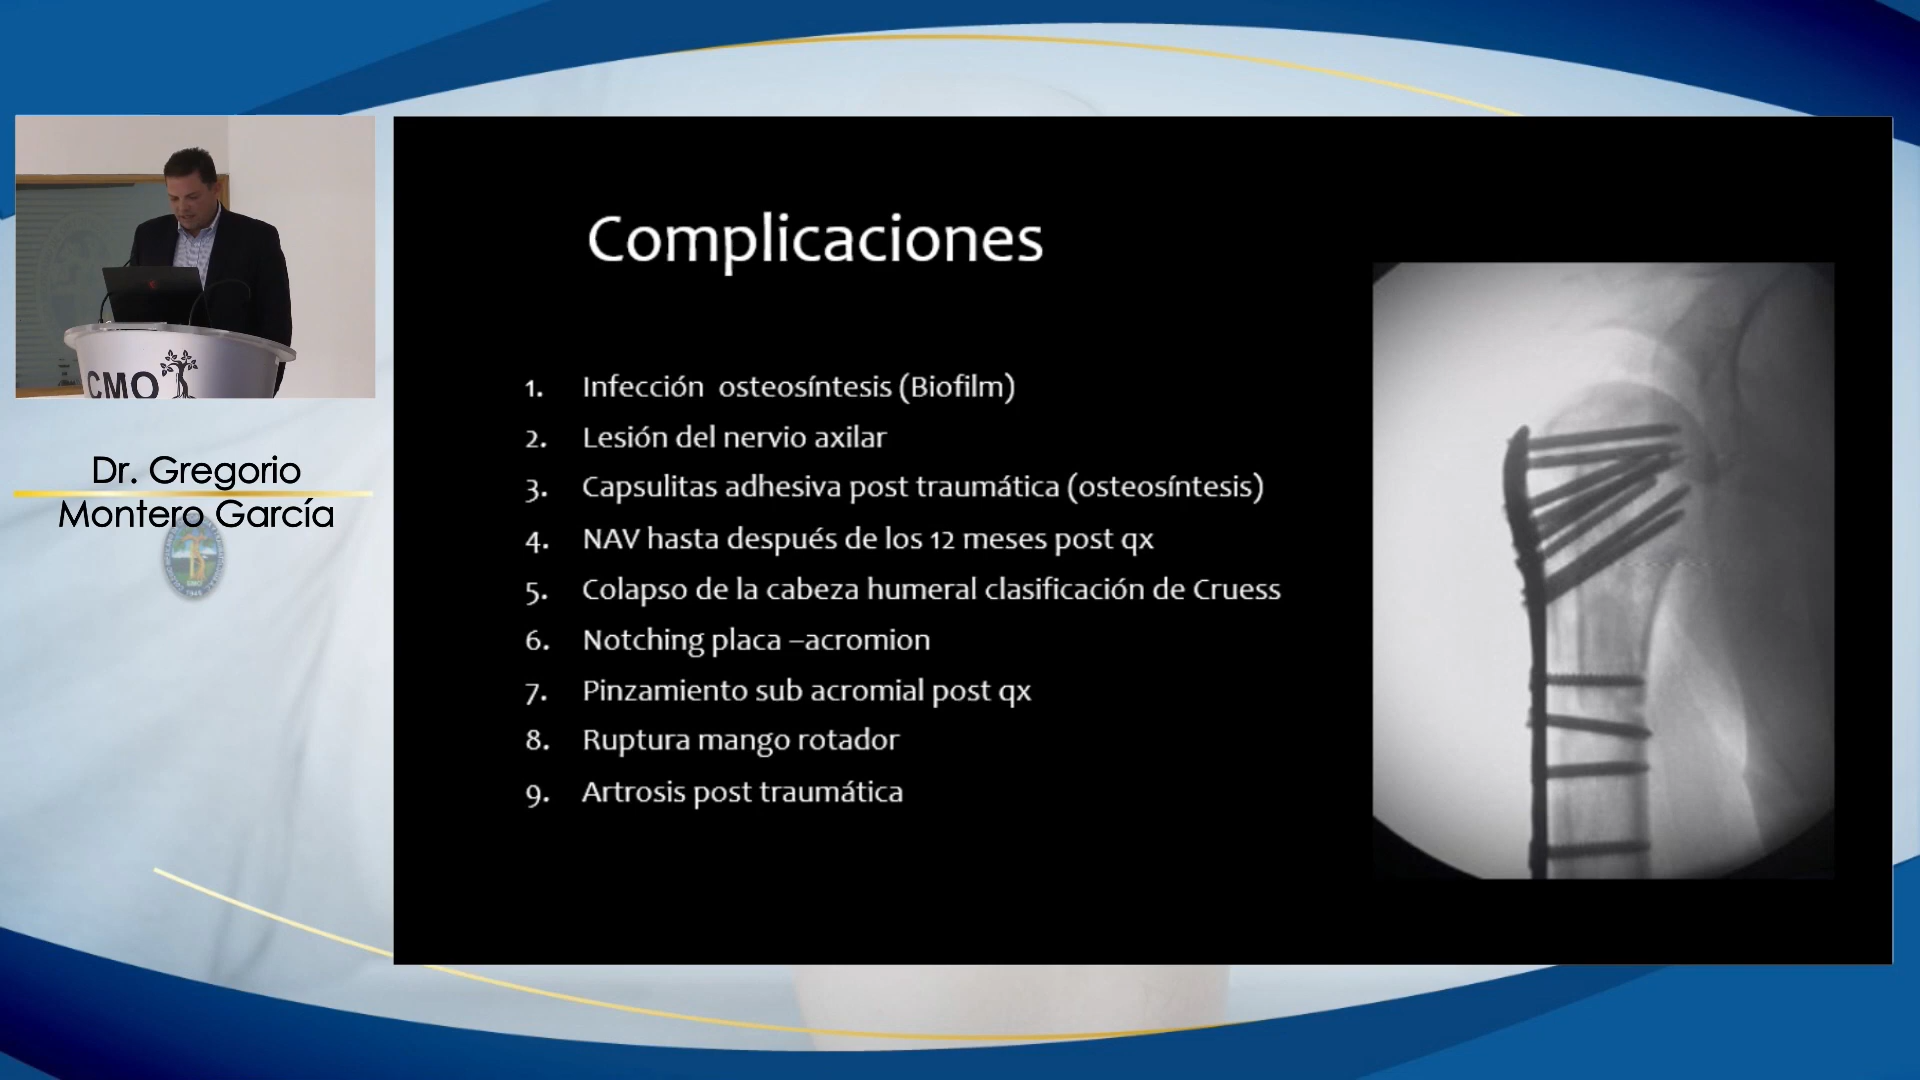 CMO
Dr. Gregorio
Montero García
Complicaciones
1. Infección osteosíntesis (Biofilm)
2. Lesión del nervio axilar
3. Capsulitas adhesiva post traumática (osteosíntesis)
4. NAV hasta después de los 12 meses post qx
5. Colapso de la cabeza humeral clasificación de Cruess
6. Notching placa –acromion
7. Pinzamiento sub acromial post qx
8. Ruptura mango rotador
9. Artrosis post traumática